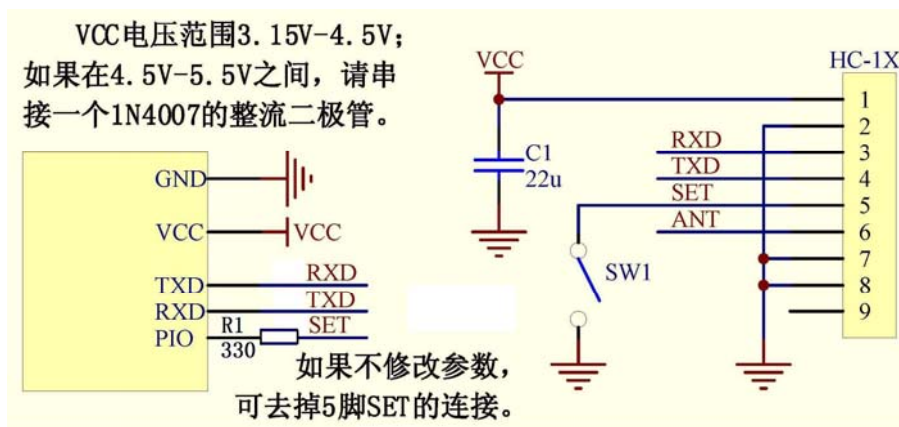 VCC电压范围3.15V-4.5V;
如果在4.5V-5.5V之间，请串
接一个1N4007的整流二极管。
GND
VCC
VCC
TXD
RXD
RXD
TXD
PIO
R1
330
SET
如果不修改参数，
可去掉5脚SET的连接。
VCC
C1
22u
SW1
HC-1X
1
2
RXD
3
TXD
4
SET
5
ANT
6
7
8
9